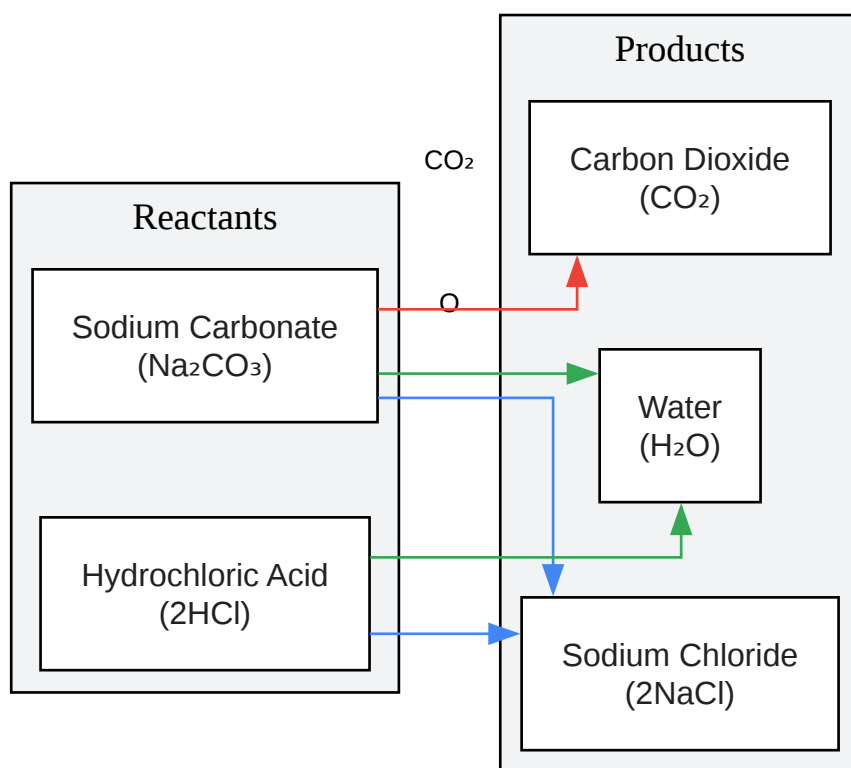 Products
Carbon Dioxide
(CO₂)
CO₂
Reactants
Sodium Carbonate
(Na₂CO₃)
O
Water
(H₂O)
Hydrochloric Acid
(2HCl)
Sodium Chloride
(2NaCl)